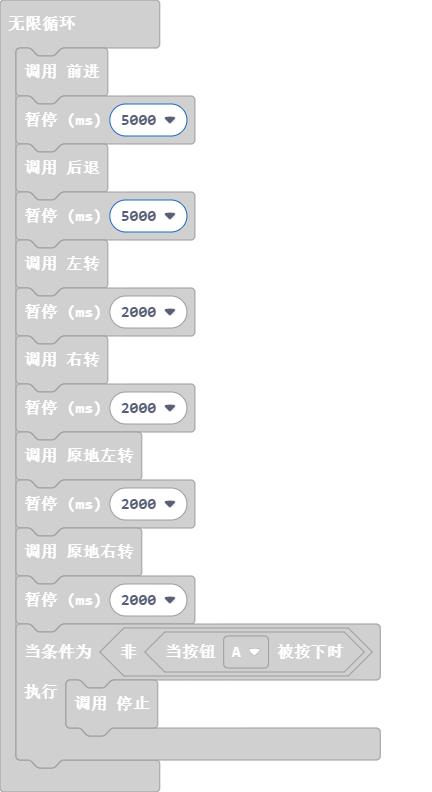 无限循环
调用 前进
暂停 (ms) 5000
调用 后退
暂停 (ms) 5000
调用 左转
暂停 (ms) 2000
调用 右转
暂停 (ms) 2000
调用 原地左转
暂停 (ms) 2000
调用 原地右转
暂停 (ms) 2000
当条件为 非 当按钮 A 被按下时
执行
调用 停止